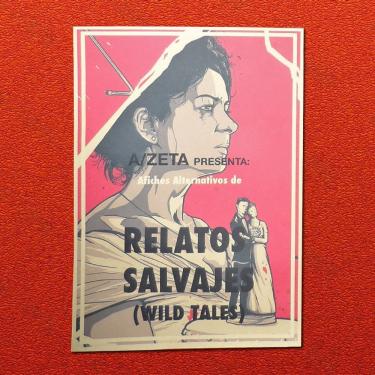 A/ZETA PRESENTA:
Afiches Alternativos de
RELATOS
SALVAJES
(WILD TALES)